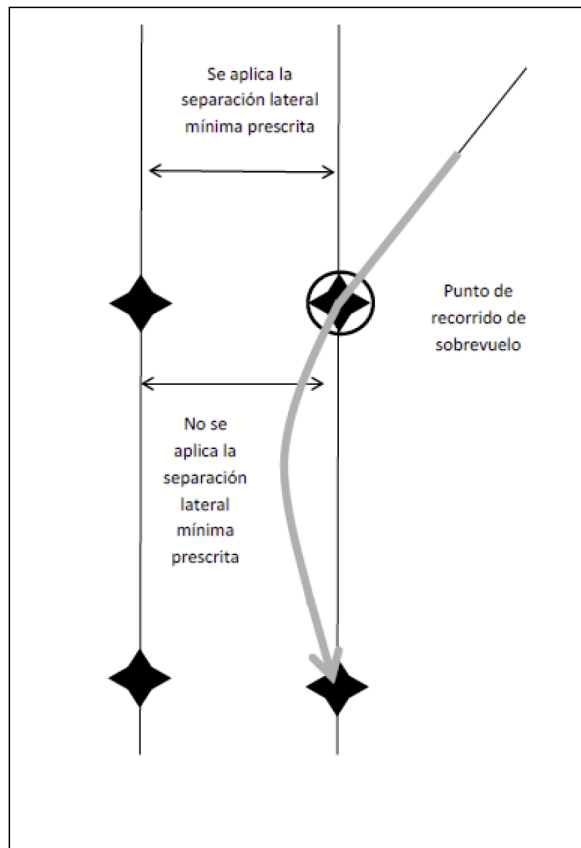 Se aplica la
separación lateral
mínima prescrita
Punto de
recorrido de
sobrevuelo
No se
aplica la
separación
lateral
mínima
prescrita